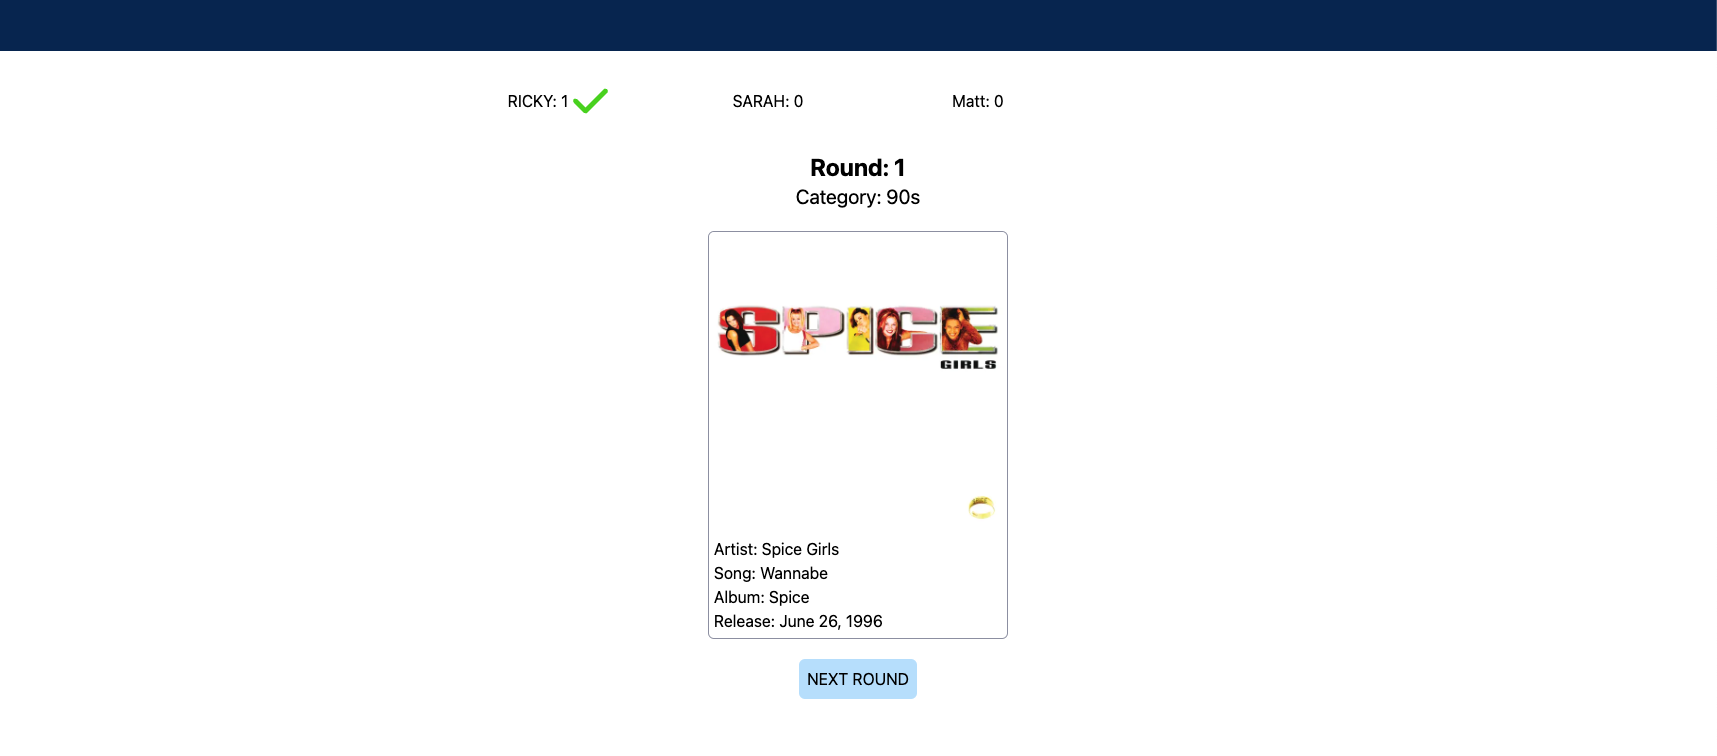 RICKY: 1 SARAH: 0 Matt: 0
Round: 1
Category: 90s
SPICE
GIRLS
Artist: Spice Girls
Song: Wannabe
Album: Spice
Release: June 26, 1996
NEXT ROUND